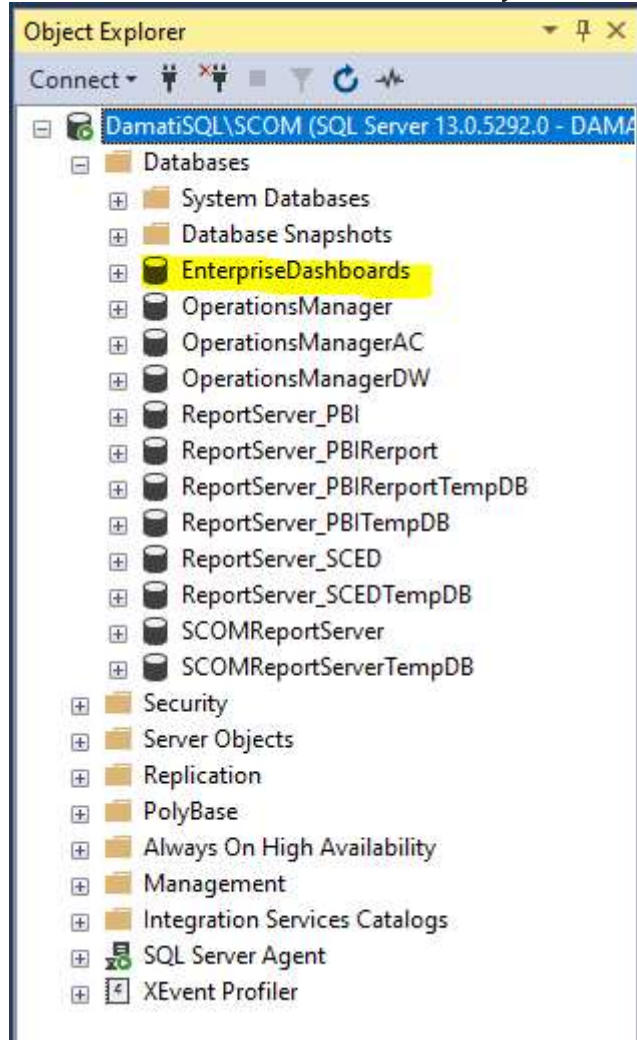 Object Explorer
Connect
DamatiSQL\SCOM (SQL Server 13.0.5292.0 - DAMA
Databases
System Databases
Database Snapshots
EnterpriseDashboards
OperationsManager
OperationsManagerAC
OperationsManagerDW
ReportServer_PBI
ReportServer_PBIRerport
ReportServer_PBIRerportTempDB
ReportServer_PBITempDB
ReportServer_SCED
ReportServer_SCEDTempDB
SCOMReportServer
SCOMReportServerTempDB
Security
Server Objects
Replication
PolyBase
Always On High Availability
Management
Integration Services Catalogs
SQL Server Agent
XEvent Profiler